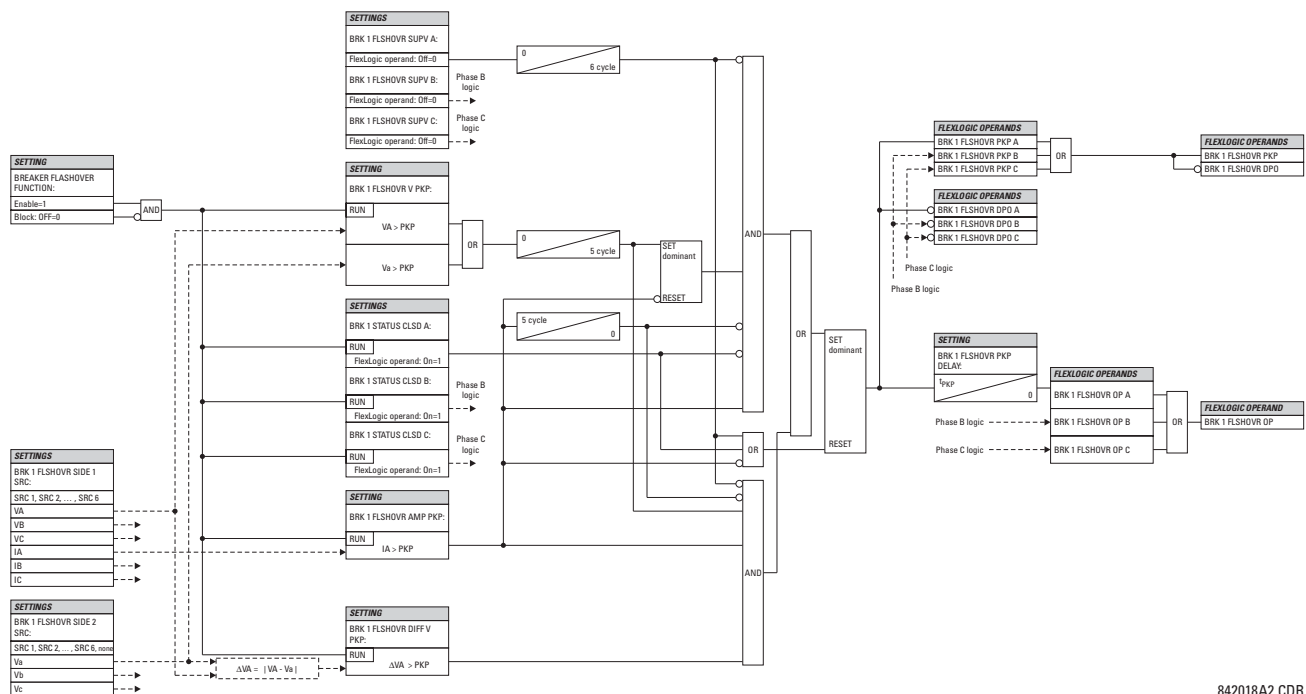 SETTINGS
BRK 1 FLSHOVR SUPV A:
FlexLogic operand: Off=0
BRK 1 FLSHOVR SUPV B:
FlexLogic operand: Off=0
BRK 1 FLSHOVR SUPV C:
FlexLogic operand: Off=0
Phase B
logic
Phase C
logic
0
6 cycle
SETTING
BREAKER FLASHOVER
FUNCTION:
Enable=1
Block: OFF=0
AND
SETTING
BRK 1 FLSHOVR V PKP:
RUN
VA > PKP
Va > PKP
OR
0
5 cycle
SET
dominant
RESET
SETTINGS
BRK 1 STATUS CLSD A:
RUN
FlexLogic operand: On=1
BRK 1 STATUS CLSD B:
RUN
FlexLogic operand: On=1
BRK 1 STATUS CLSD C:
RUN
FlexLogic operand: On=1
Phase B
logic
Phase C
logic
5 cycle
0
SETTINGS
BRK 1 FLSHOVR SIDE 1
SRC:
SRC 1, SRC 2, ... , SRC 6
VA
VB
VC
IA
IB
IC
SETTING
BRK 1 FLSHOVR AMP PKP:
RUN
IA > PKP
SETTINGS
BRK 1 FLSHOVR SIDE 2
SRC:
SRC 1, SRC 2, ... , SRC 6, none
Va
Vb
Vc
ΔVA = | VA - Va |
SETTING
BRK 1 FLSHOVR DIFF V
PKP:
RUN
ΔVA > PKP
AND
OR
AND
OR
SET
dominant
RESET
FLEXLOGIC OPERANDS
BRK 1 FLSHOVR PKP A
BRK 1 FLSHOVR PKP B
BRK 1 FLSHOVR PKP C
OR
FLEXLOGIC OPERANDS
BRK 1 FLSHOVR PKP
BRK 1 FLSHOVR DPO
FLEXLOGIC OPERANDS
BRK 1 FLSHOVR DPO A
BRK 1 FLSHOVR DPO B
BRK 1 FLSHOVR DPO C
Phase C logic
Phase B logic
SETTING
BRK 1 FLSHOVR PKP
DELAY:
tPKP
0
Phase B logic
Phase C logic
FLEXLOGIC OPERANDS
BRK 1 FLSHOVR OP A
BRK 1 FLSHOVR OP B
BRK 1 FLSHOVR OP C
OR
FLEXLOGIC OPERAND
BRK 1 FLSHOVR OP
842018A2.CDR